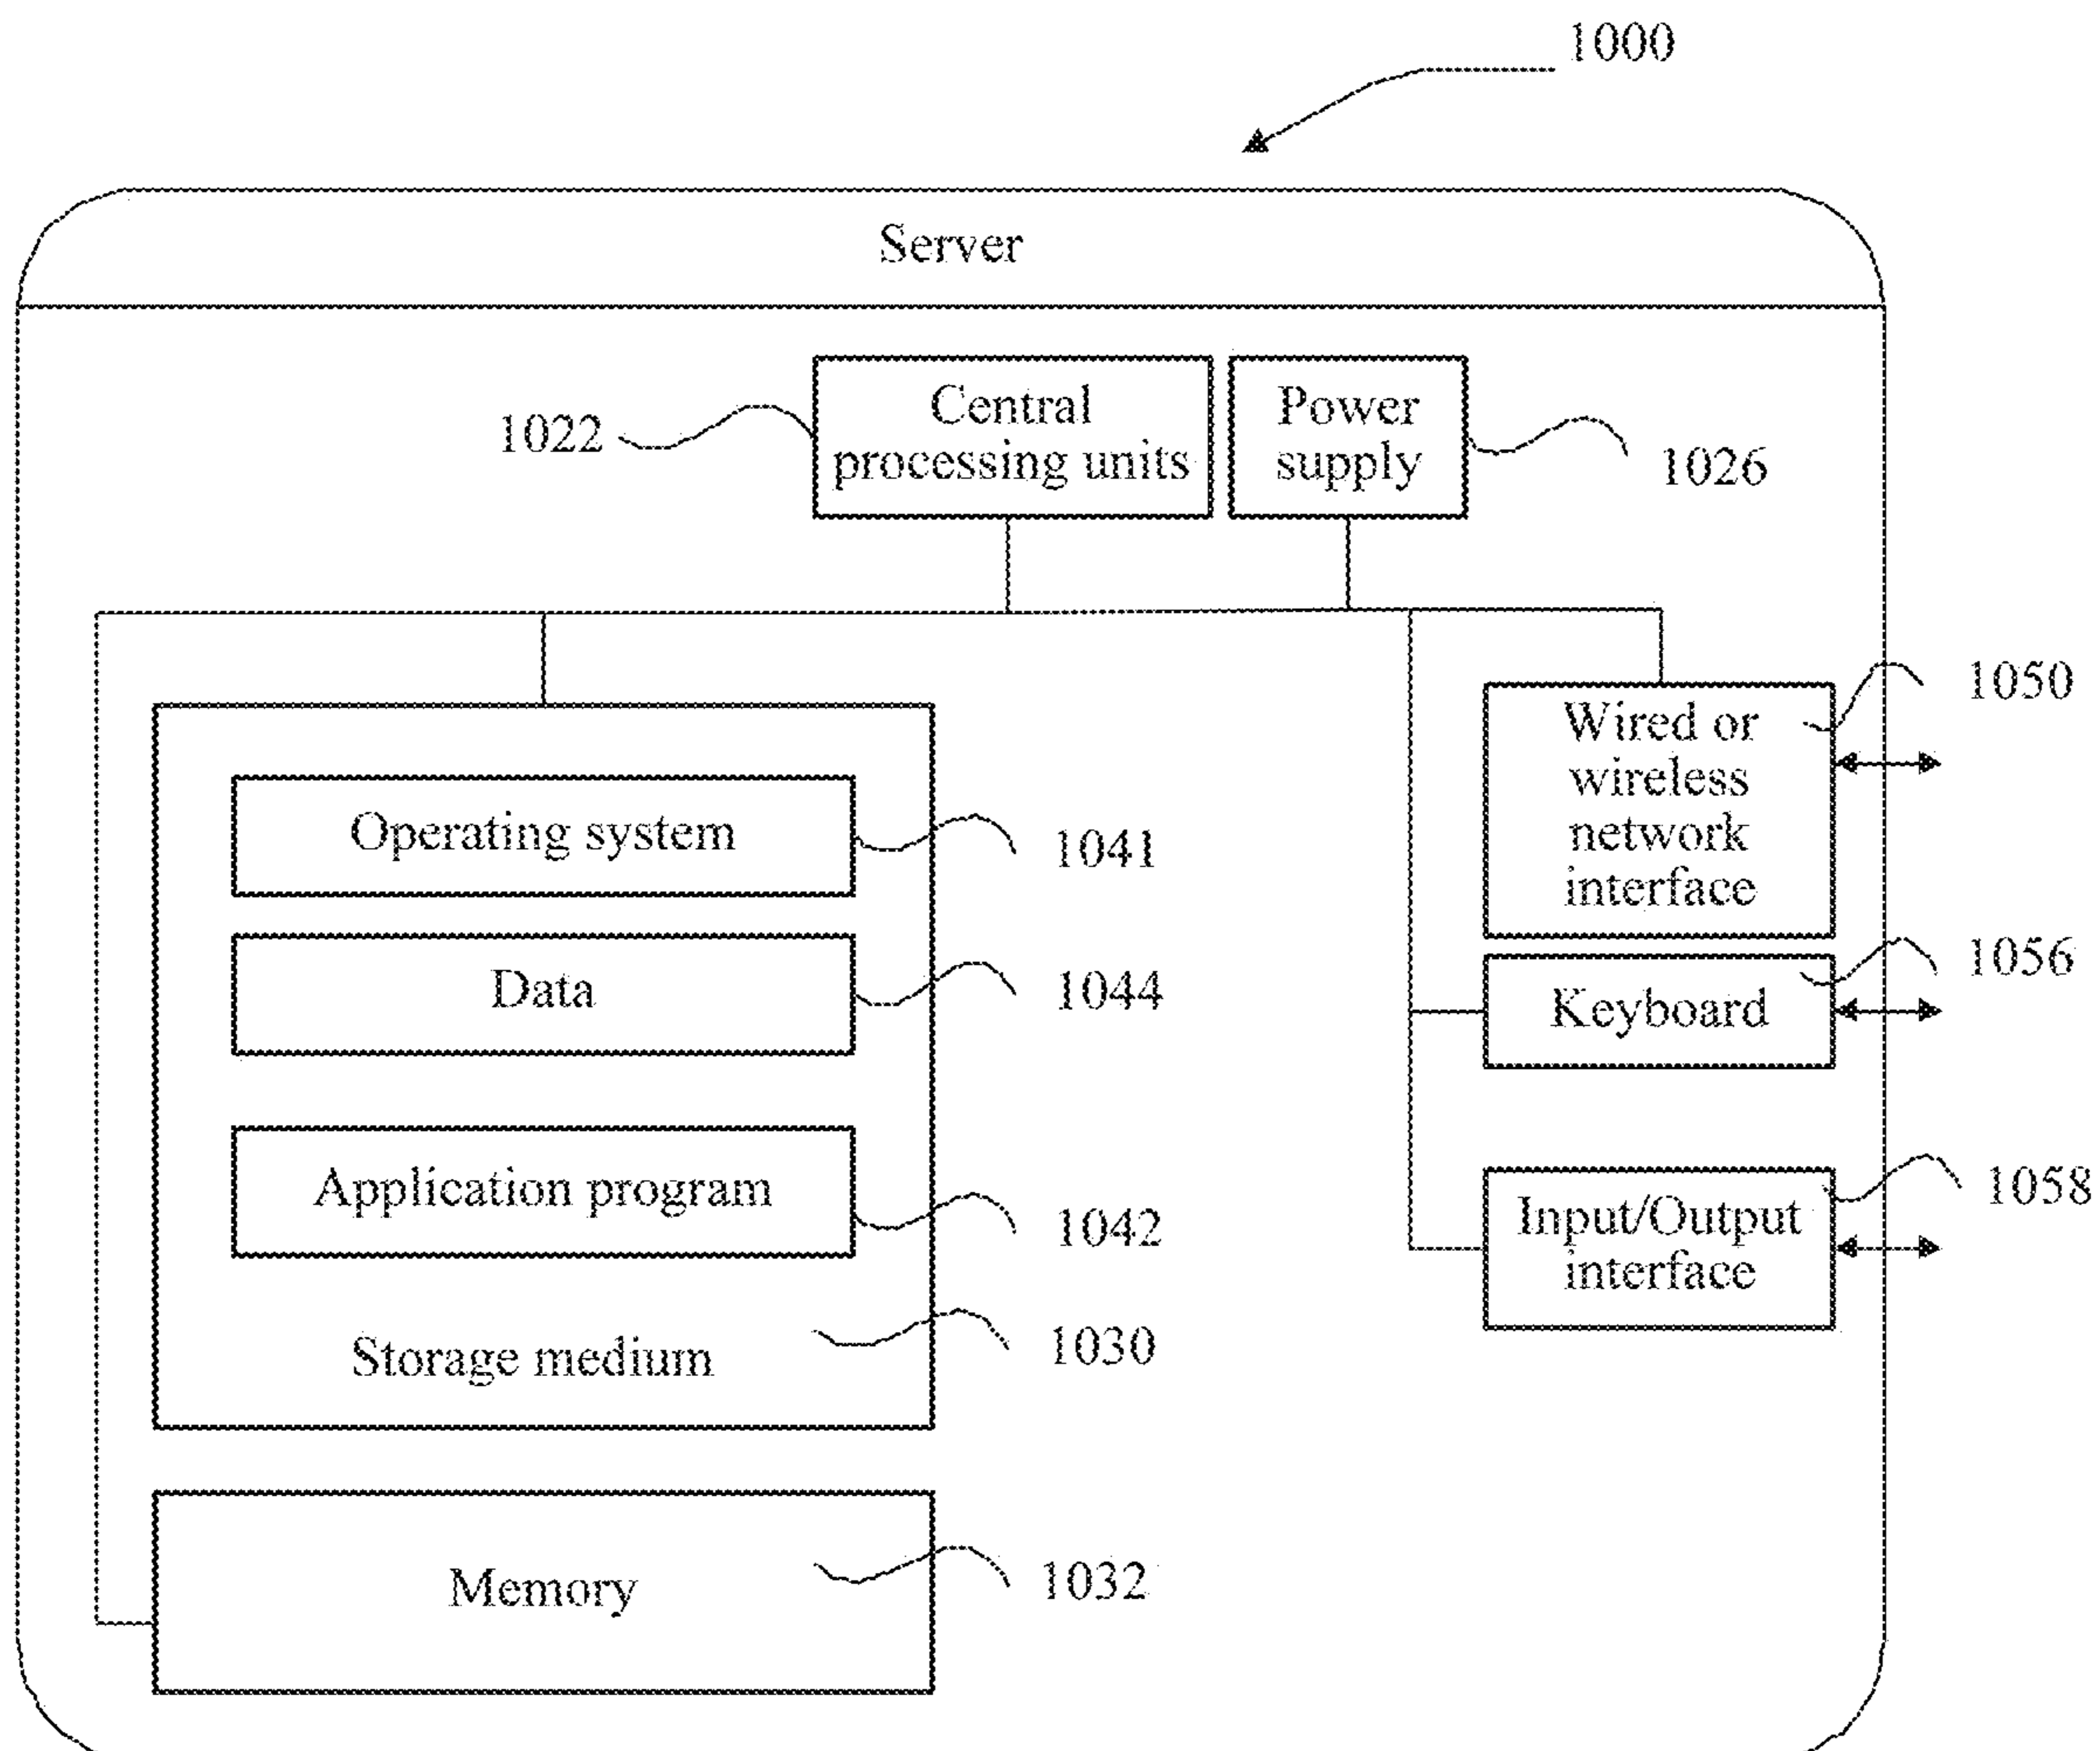 1000
Server
1022
Central
processing units
Power
supply
1026
Operating system
1041
Data
1044
Application program
1042
Storage medium
1030
Memory
1032
Wired or
wireless
network
interface
1050
Keyboard
1056
Input/Output
interface
1058